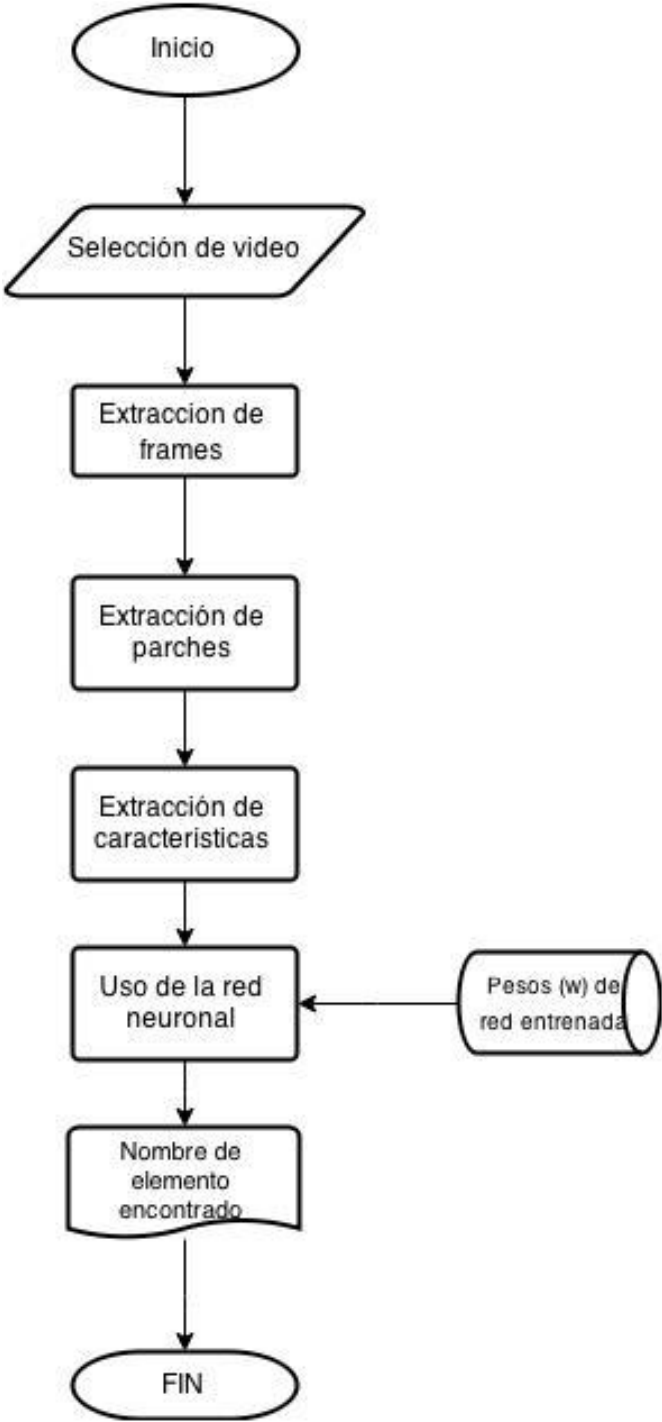 Inicio
Selección de video
Extraccion de
frames
Extracción de
parches
Extracción de
caracteristicas
Uso de la red
neuronal
Pesos (w) de
red entrenada
Nombre de
elemento
encontrado
FIN